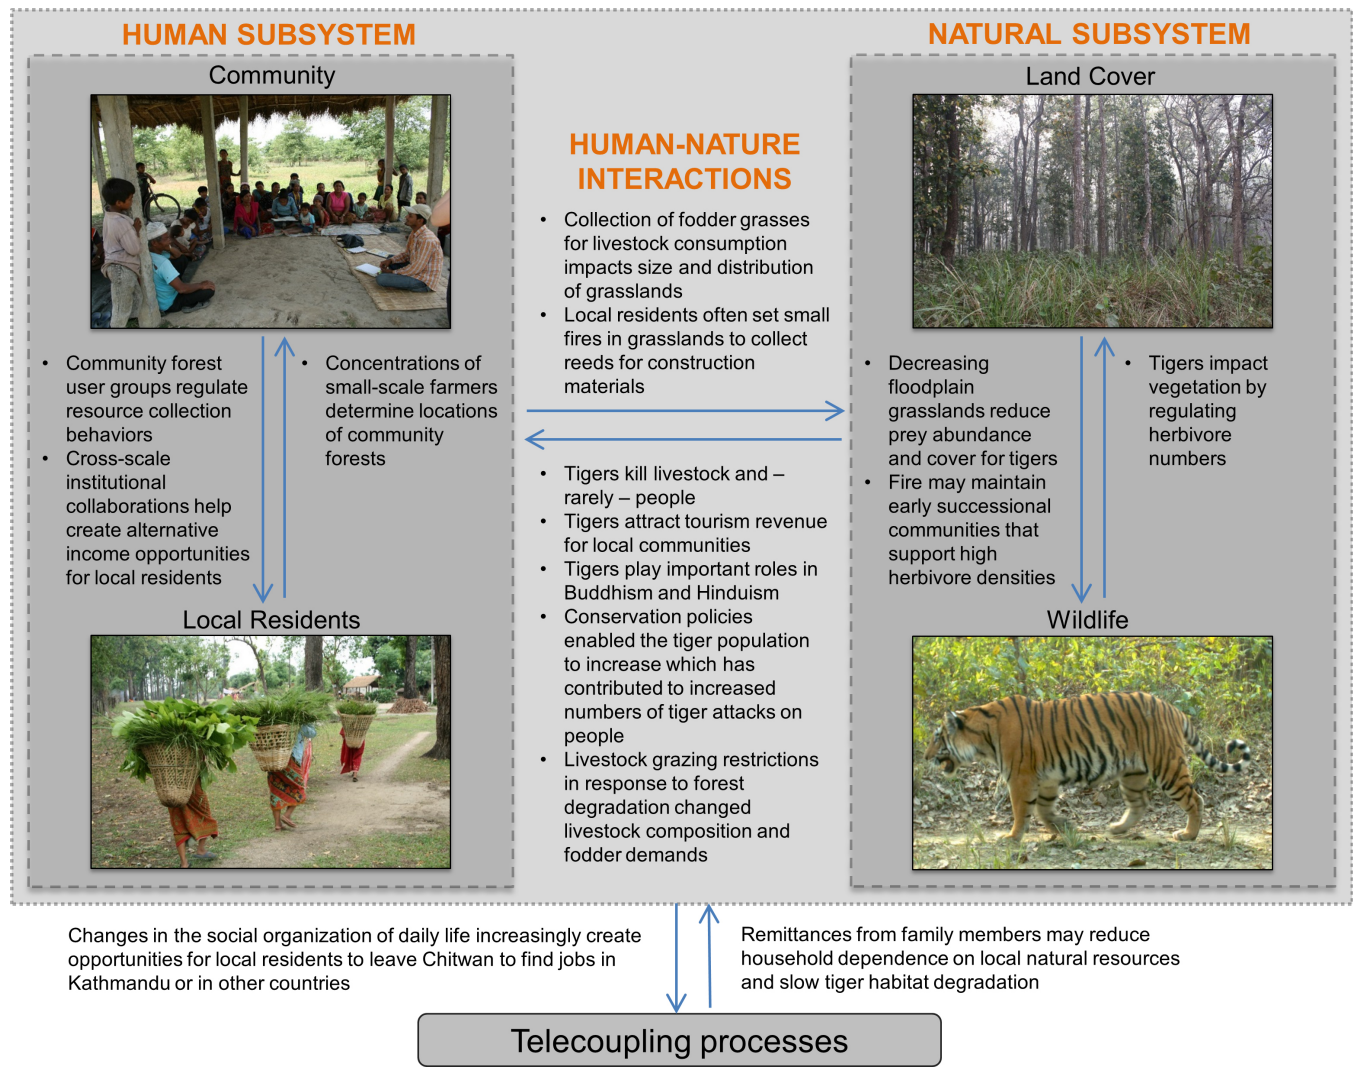 HUMAN SUBSYSTEM
Community
• Community forest
user groups regulate
resource collection
behaviors
• Cross-scale
institutional
collaborations help
create alternative
income opportunities
for local residents
• Concentrations of
small-scale farmers
determine locations
of community
forests
Local Residents
HUMAN-NATURE
INTERACTIONS
• Collection of fodder grasses
for livestock consumption
impacts size and distribution
of grasslands
• Local residents often set small
fires in grasslands to collect
reeds for construction
materials
• Tigers kill livestock and –
rarely – people
• Tigers attract tourism revenue
for local communities
• Tigers play important roles in
Buddhism and Hinduism
• Conservation policies
enabled the tiger population
to increase which has
contributed to increased
numbers of tiger attacks on
people
• Livestock grazing restrictions
in response to forest
degradation changed
livestock composition and
fodder demands
NATURAL SUBSYSTEM
Land Cover
• Decreasing
floodplain
grasslands reduce
prey abundance
and cover for tigers
• Fire may maintain
early successional
communities that
support high
herbivore densities
• Tigers impact
vegetation by
regulating
herbivore
numbers
Wildlife
Changes in the social organization of daily life increasingly create
opportunities for local residents to leave Chitwan to find jobs in
Kathmandu or in other countries
Remittances from family members may reduce
household dependence on local natural resources
and slow tiger habitat degradation
Telecoupling processes